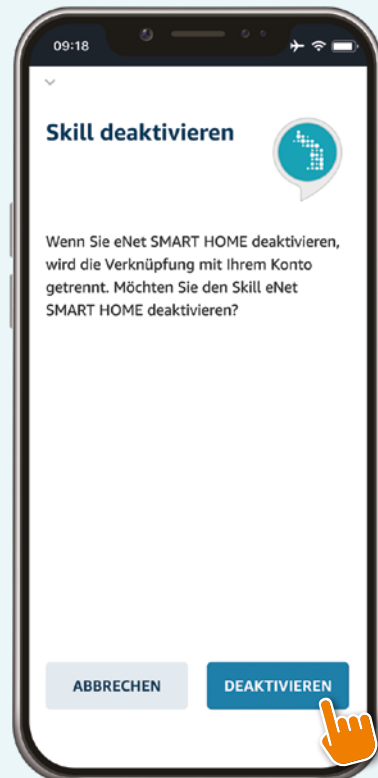 09:18
Skill deaktivieren
Wenn Sie eNet SMART HOME deaktivieren,
wird die Verknüpfung mit Ihrem Konto
getrennt. Möchten Sie den Skill eNet
SMART HOME deaktivieren?
ABBRECHEN
DEAKTIVIEREN